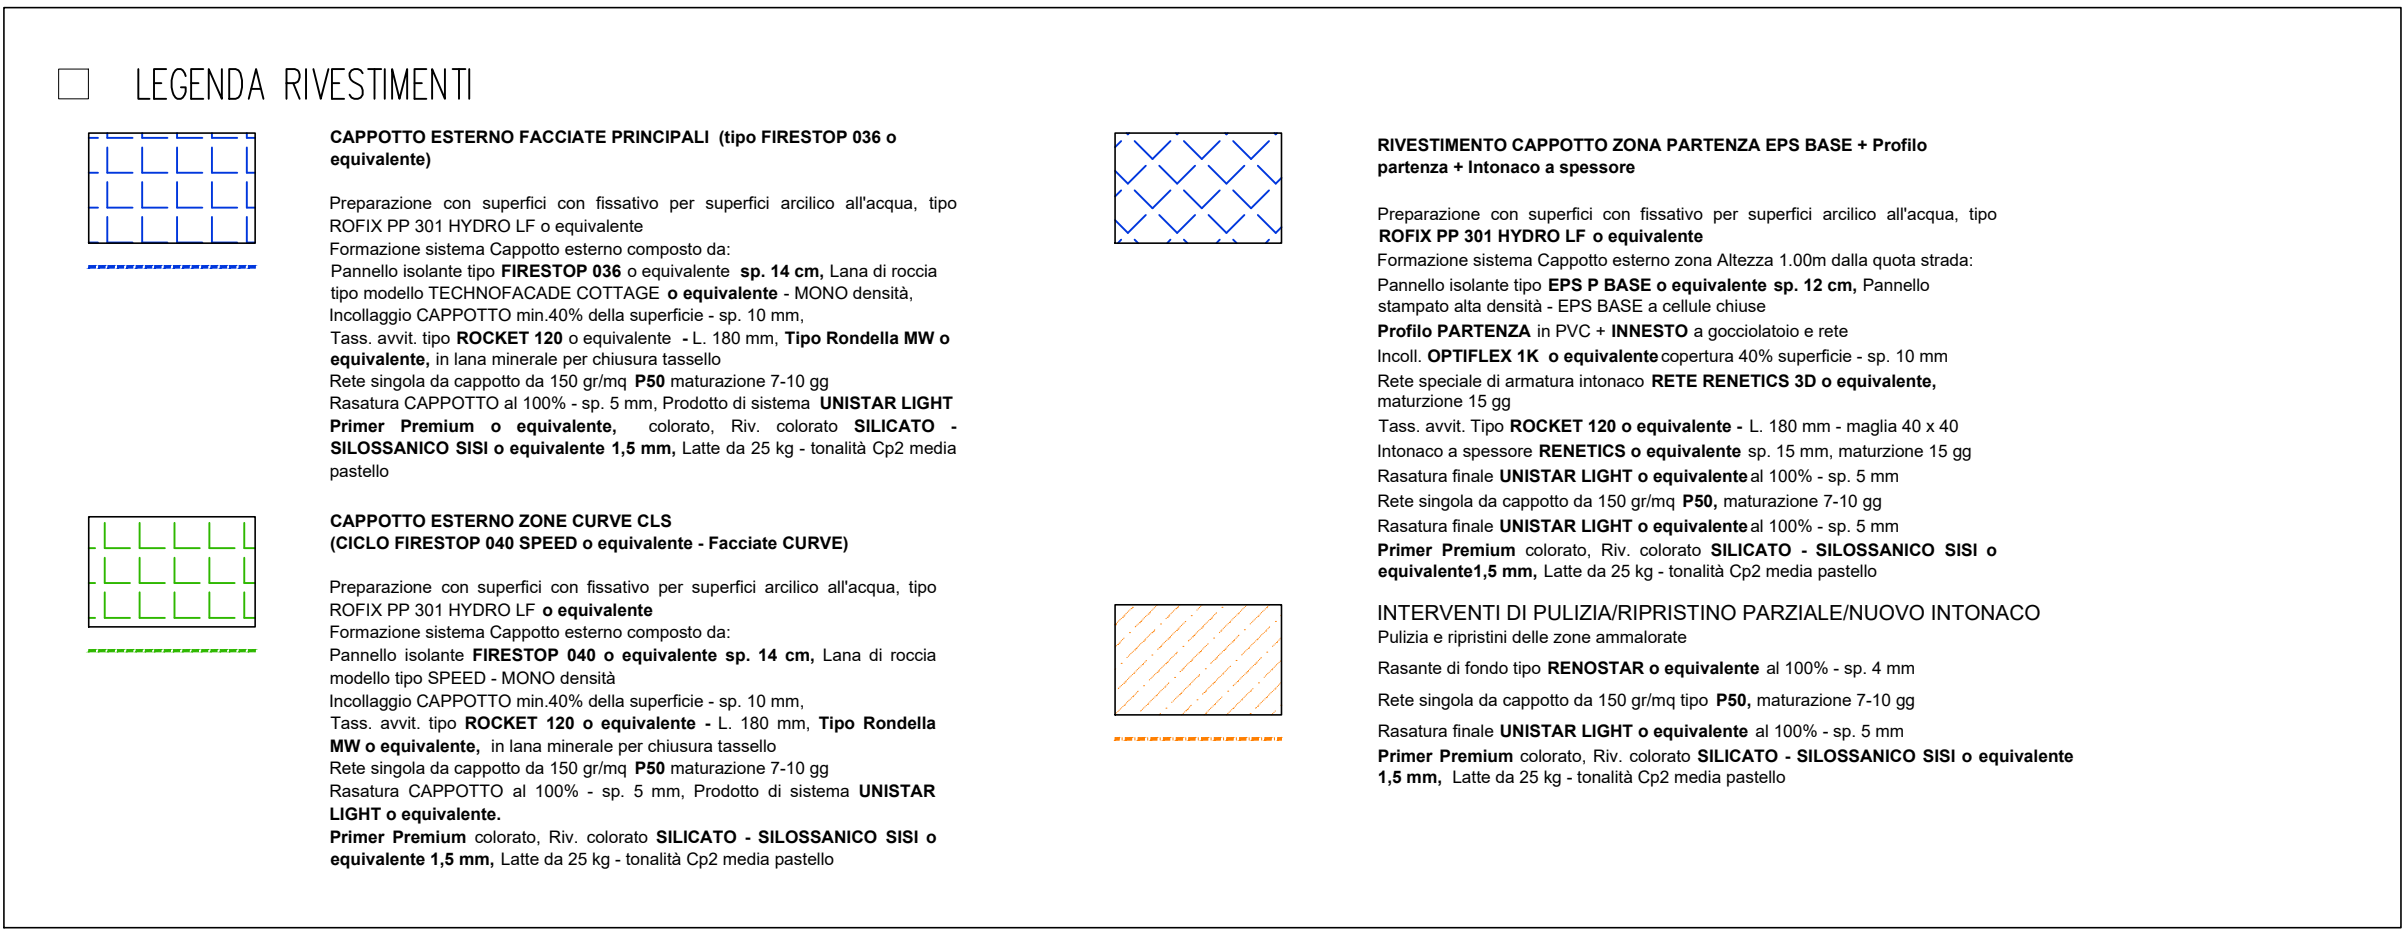 LEGENDA RIVESTIMENTI
CAPPOTTO ESTERNO FACCIATE PRINCIPALI (tipo FIRESTOP 036 o
equivalente)
Preparazione con superfici con fissativo per superfici arcilico all'acqua, tipo
ROFIX PP 301 HYDRO LF o equivalente
Formazione sistema Cappotto esterno composto da:
Pannello isolante tipo FIRESTOP 036 o equivalente sp. 14 cm, Lana di roccia
tipo modello TECHNOFACADE COTTAGE o equivalente - MONO densità,
Incollaggio CAPPOTTO min.40% della superficie - sp. 10 mm,
Tass. avvit. tipo ROCKET 120 o equivalente - L. 180 mm, Tipo Rondella MW o
equivalente, in lana minerale per chiusura tassello
Rete singola da cappotto da 150 gr/mq P50 maturazione 7-10 gg
Rasatura CAPPOTTO al 100% - sp. 5 mm, Prodotto di sistema UNISTAR LIGHT
Primer Premium o equivalente, colorato, Riv. colorato SILICATO -
SILOSSANICO SISI o equivalente 1,5 mm, Latte da 25 kg - tonalità Cp2 media
pastello
CAPPOTTO ESTERNO ZONE CURVE CLS
(CICLO FIRESTOP 040 SPEED o equivalente - Facciate CURVE)
Preparazione con superfici con fissativo per superfici arcilico all'acqua, tipo
ROFIX PP 301 HYDRO LF o equivalente
Formazione sistema Cappotto esterno composto da:
Pannello isolante FIRESTOP 040 o equivalente sp. 14 cm, Lana di roccia
modello tipo SPEED - MONO densità
Incollaggio CAPPOTTO min.40% della superficie - sp. 10 mm,
Tass. avvit. tipo ROCKET 120 o equivalente - L. 180 mm, Tipo Rondella
MW o equivalente, in lana minerale per chiusura tassello
Rete singola da cappotto da 150 gr/mq P50 maturazione 7-10 gg
Rasatura CAPPOTTO al 100% - sp. 5 mm, Prodotto di sistema UNISTAR
LIGHT o equivalente.
Primer Premium colorato, Riv. colorato SILICATO - SILOSSANICO SISI o
equivalente 1,5 mm, Latte da 25 kg - tonalità Cp2 media pastello
RIVESTIMENTO CAPPOTTO ZONA PARTENZA EPS BASE + Profilo
partenza + Intonaco a spessore
Preparazione con superfici con fissativo per superfici arcilico all'acqua, tipo
ROFIX PP 301 HYDRO LF o equivalente
Formazione sistema Cappotto esterno zona Altezza 1.00m dalla quota strada:
Pannello isolante tipo EPS P BASE o equivalente sp. 12 cm, Pannello
stampato alta densità - EPS BASE a cellule chiuse
Profilo PARTENZA in PVC + INNESTO a gocciolatoio e rete
Incoll. OPTIFLEX 1K o equivalente copertura 40% superficie - sp. 10 mm
Rete speciale di armatura intonaco RETE RENETICS 3D o equivalente,
maturzione 15 gg
Tass. avvit. Tipo ROCKET 120 o equivalente - L. 180 mm - maglia 40 x 40
Intonaco a spessore RENETICS o equivalente sp. 15 mm, maturzione 15 gg
Rasatura finale UNISTAR LIGHT o equivalente al 100% - sp. 5 mm
Rete singola da cappotto da 150 gr/mq P50, maturazione 7-10 gg
Rasatura finale UNISTAR LIGHT o equivalente al 100% - sp. 5 mm
Primer Premium colorato, Riv. colorato SILICATO - SILOSSANICO SISI o
equivalente1,5 mm, Latte da 25 kg - tonalità Cp2 media pastello
INTERVENTI DI PULIZIA/RIPRISTINO PARZIALE/NUOVO INTONACO
Pulizia e ripristini delle zone ammalorate
Rasante di fondo tipo RENOSTAR o equivalente al 100% - sp. 4 mm
Rete singola da cappotto da 150 gr/mq tipo P50, maturazione 7-10 gg
Rasatura finale UNISTAR LIGHT o equivalente al 100% - sp. 5 mm
Primer Premium colorato, Riv. colorato SILICATO - SILOSSANICO SISI o equivalente
1,5 mm, Latte da 25 kg - tonalità Cp2 media pastello